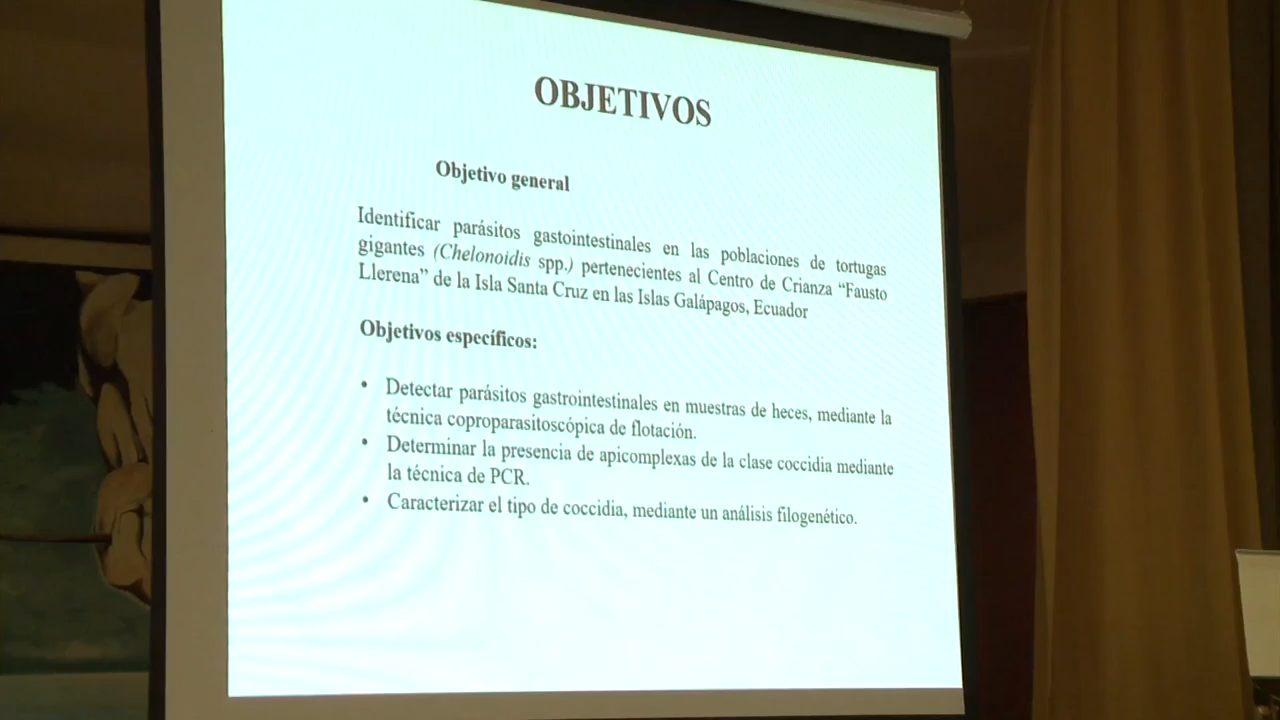 OBJETIVOS
Objetivo general
Identificar parásitos gastointestinales en las poblaciones de tortugas
gigantes (Chelonoidis spp.) pertenecientes al Centro de Crianza “Fausto
Llerena” de la Isla Santa Cruz en las Islas Galápagos, Ecuador
Objetivos específicos:
• Detectar parásitos gastrointestinales en muestras de heces, mediante la
técnica coproparasitoscópica de flotación.
• Determinar la presencia de apicomplexas de la clase coccidia mediante
la técnica de PCR.
• Caracterizar el tipo de coccidia, mediante un análisis filogenético.